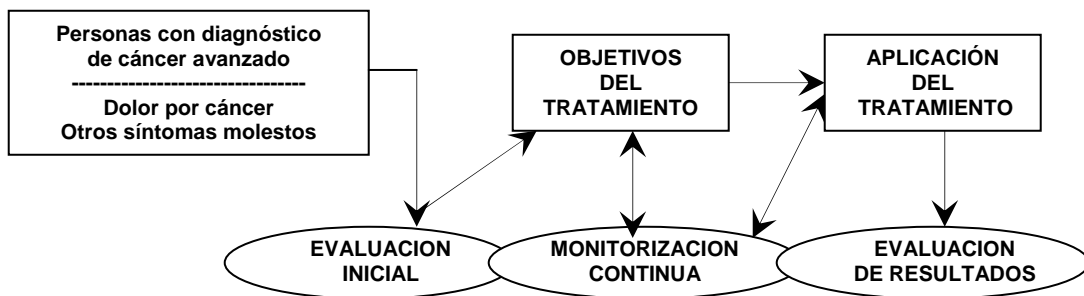 Personas con diagnóstico
de cáncer avanzado
---------------------------------
Dolor por cáncer
Otros síntomas molestos
OBJETIVOS
DEL
TRATAMIENTO
APLICACIÓN
DEL
TRATAMIENTO
EVALUACION
INICIAL
MONITORIZACION
CONTINUA
EVALUACION
DE RESULTADOS